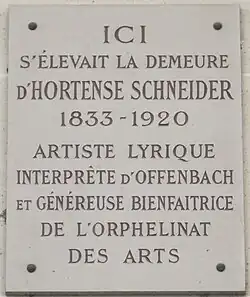 ICI
S'ÉLEVAIT LA DEMEURE
D'HORTENSE SCHNEIDER
1833-1920
ARTISTE LYRIQUE
INTERPRÈTE D'OFFENBACH
ET GÉNÉREUSE BIENFAITRICE
DE L'ORPHELINAT
DES ARTS